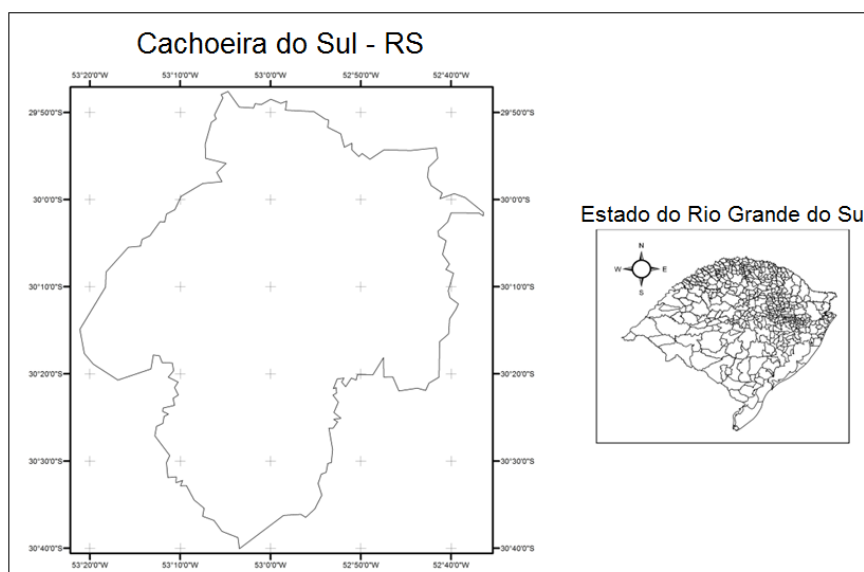 Cachoeira do Sul - RS
53°20'0"W 53°10'0"W 53°0'0"W 52°50'0"W 52°40'0"W
29°50'0"S 29°50'0"S
30°0'0"S 30°0'0"S
Estado do Rio Grande do Su
N
W E
S
30°10'0"S 30°10'0"S
30°20'0"S 30°20'0"S
30°30'0"S 30°30'0"S
30°40'0"S 30°40'0"S
53°20'0"W 53°10'0"W 53°0'0"W 52°50'0"W 52°40'0"W